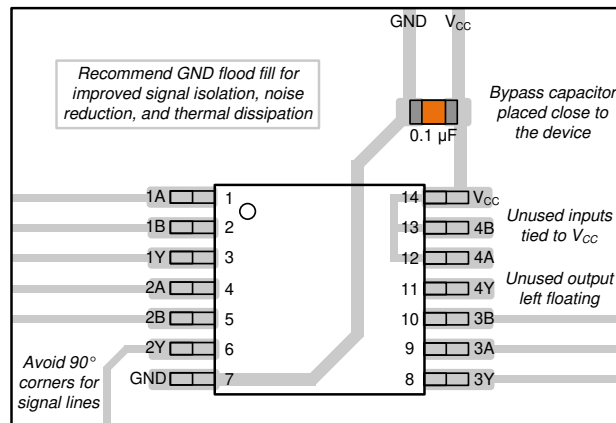 GND V_CC
Recommend GND flood fill for
improved signal isolation, noise
reduction, and thermal dissipation
Bypass capacitor
placed close to
the device
0.1 µF
1A 1 14 V_CC
1B 2 13 4B
1Y 3 12 4A
2A 4 11 4Y
2B 5 10 3B
2Y 6 9 3A
GND 7 8 3Y
Unused inputs
tied to V_CC
Unused output
left floating
Avoid 90°
corners for
signal lines